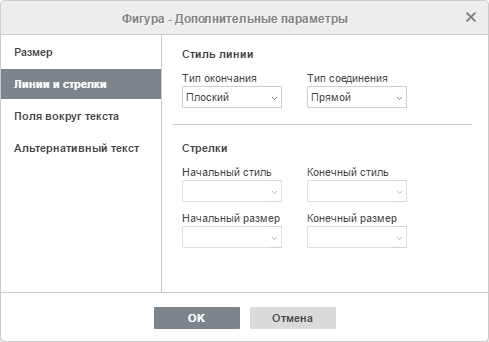 Фигура - Дополнительные параметры
Размер
Линии и стрелки
Поля вокруг текста
Альтернативный текст
Стиль линии
Тип окончания Тип соединения
Плоский Прямой
Стрелки
Начальный стиль Конечный стиль
Начальный размер Конечный размер
OK Отмена